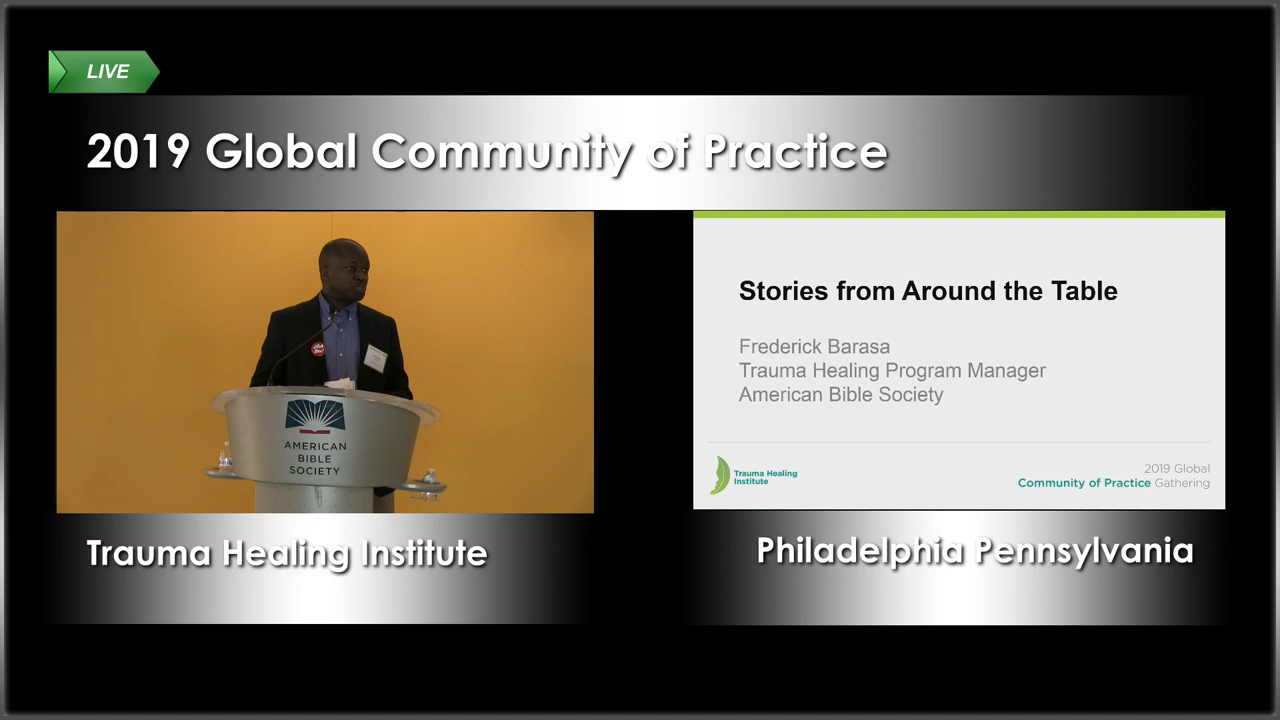 LIVE
2019 Global Community of Practice
AMERICAN
BIBLE
SOCIETY
Stories from Around the Table
Frederick Barasa
Trauma Healing Program Manager
American Bible Society
Trauma Healing
Institute
2019 Global
Community of Practice Gathering
Trauma Healing Institute
Philadelphia Pennsylvania